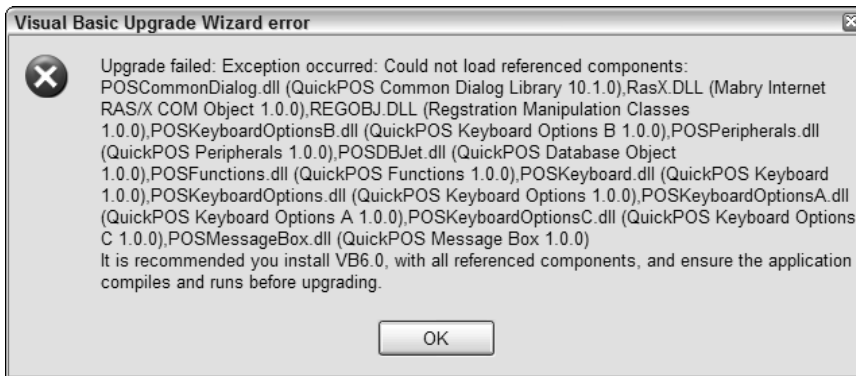 Visual Basic Upgrade Wizard error
Upgrade failed: Exception occurred: Could not load referenced components:
POSCommonDialog.dll (QuickPOS Common Dialog Library 10.1.0),RasX.DLL (Mabry Internet
RAS/X COM Object 1.0.0),REGOBJ.DLL (Regstration Manipulation Classes
1.0.0),POSKeyboardOptionsB.dll (QuickPOS Keyboard Options B 1.0.0),POSPeripherals.dll
(QuickPOS Peripherals 1.0.0),POSDBJet.dll (QuickPOS Database Object
1.0.0),POSFunctions.dll (QuickPOS Functions 1.0.0),POSKeyboard.dll (QuickPOS Keyboard
1.0.0),POSKeyboardOptions.dll (QuickPOS Keyboard Options 1.0.0),POSKeyboardOptionsA.dll
(QuickPOS Keyboard Options A 1.0.0),POSKeyboardOptionsC.dll (QuickPOS Keyboard Options
C 1.0.0),POSMessageBox.dll (QuickPOS Message Box 1.0.0)
It is recommended you install VB6.0, with all referenced components, and ensure the application
compiles and runs before upgrading.
OK